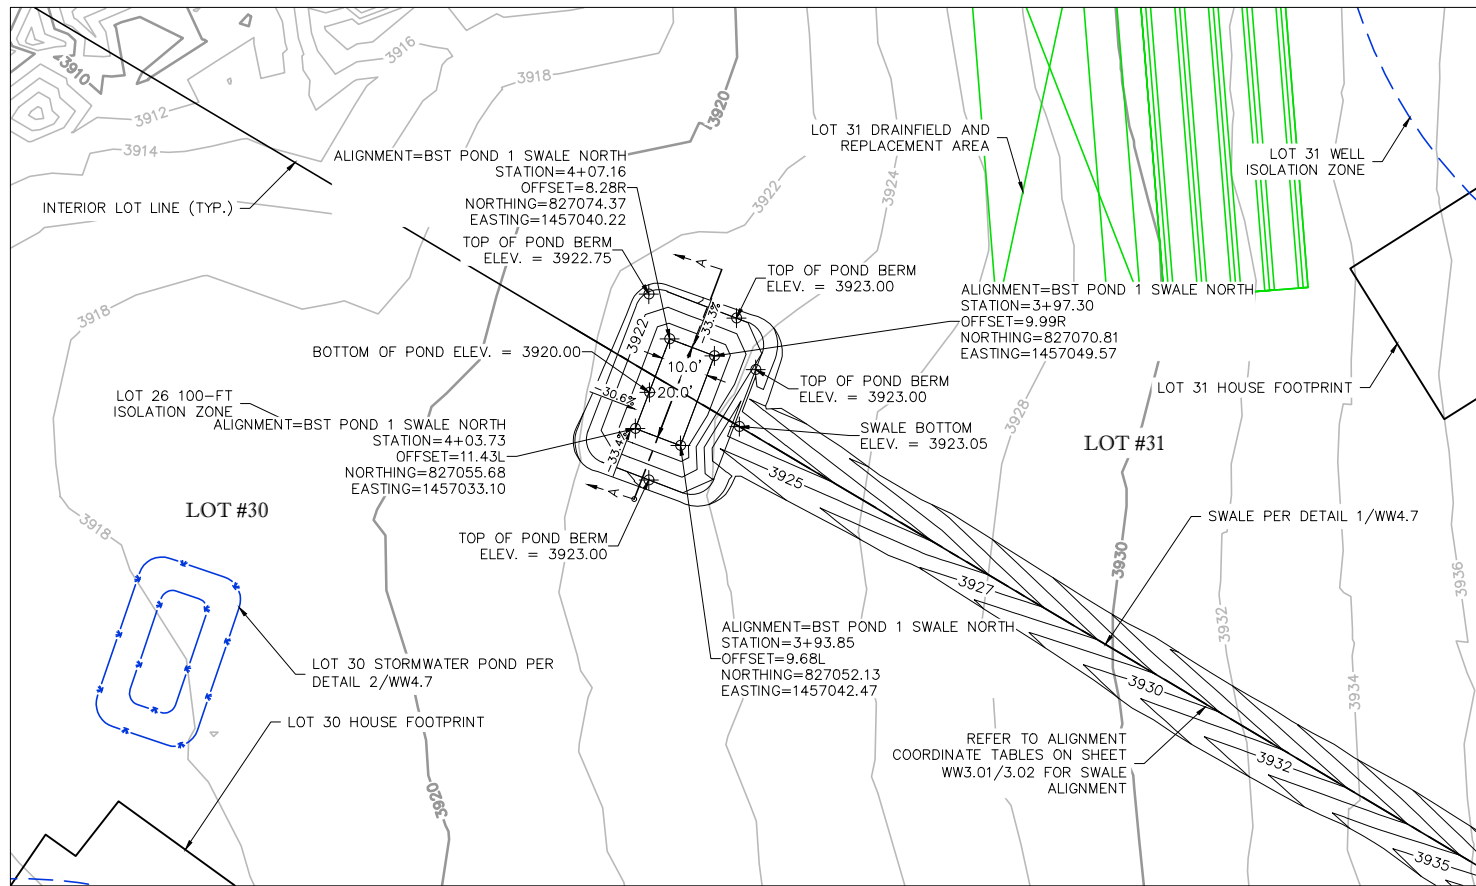 3916
3910
3918
3920
3912
3914
LOT 31 DRAINFIELD AND
REPLACEMENT AREA
LOT 31 WELL
ISOLATION ZONE
ALIGNMENT=BST POND 1 SWALE NORTH
STATION=4+07.16
OFFSET=8.28R
NORTHING=827074.37
EASTING=1457040.22
3922
3924
INTERIOR LOT LINE (TYP.)
TOP OF POND BERM
ELEV. = 3922.75
A
TOP OF POND BERM
ELEV. = 3923.00
ALIGNMENT=BST POND 1 SWALE NORTH
STATION=3+97.30
OFFSET=9.99R
NORTHING=827070.81
EASTING=1457049.57
3918
3922
-33.3%
BOTTOM OF POND ELEV. = 3920.00
10.0'
20.0'
-30.6%
-33.4%
TOP OF POND BERM
ELEV. = 3923.00
LOT 31 HOUSE FOOTPRINT
LOT 26 100-FT
ISOLATION ZONE
ALIGNMENT=BST POND 1 SWALE NORTH
STATION=4+03.73
OFFSET=11.43L
NORTHING=827055.68
EASTING=1457033.10
SWALE BOTTOM
ELEV. = 3923.05
3928
LOT #31
3925
A
LOT #30
3918
SWALE PER DETAIL 1/WW4.7
TOP OF POND BERM
ELEV. = 3923.00
3930
3927
3936
3932
ALIGNMENT=BST POND 1 SWALE NORTH
STATION=3+93.85
OFFSET=9.68L
NORTHING=827052.13
EASTING=1457042.47
LOT 30 STORMWATER POND PER
DETAIL 2/WW4.7
3930
3934
LOT 30 HOUSE FOOTPRINT
REFER TO ALIGNMENT
COORDINATE TABLES ON SHEET
WW3.01/3.02 FOR SWALE
ALIGNMENT
3932
3920
3935